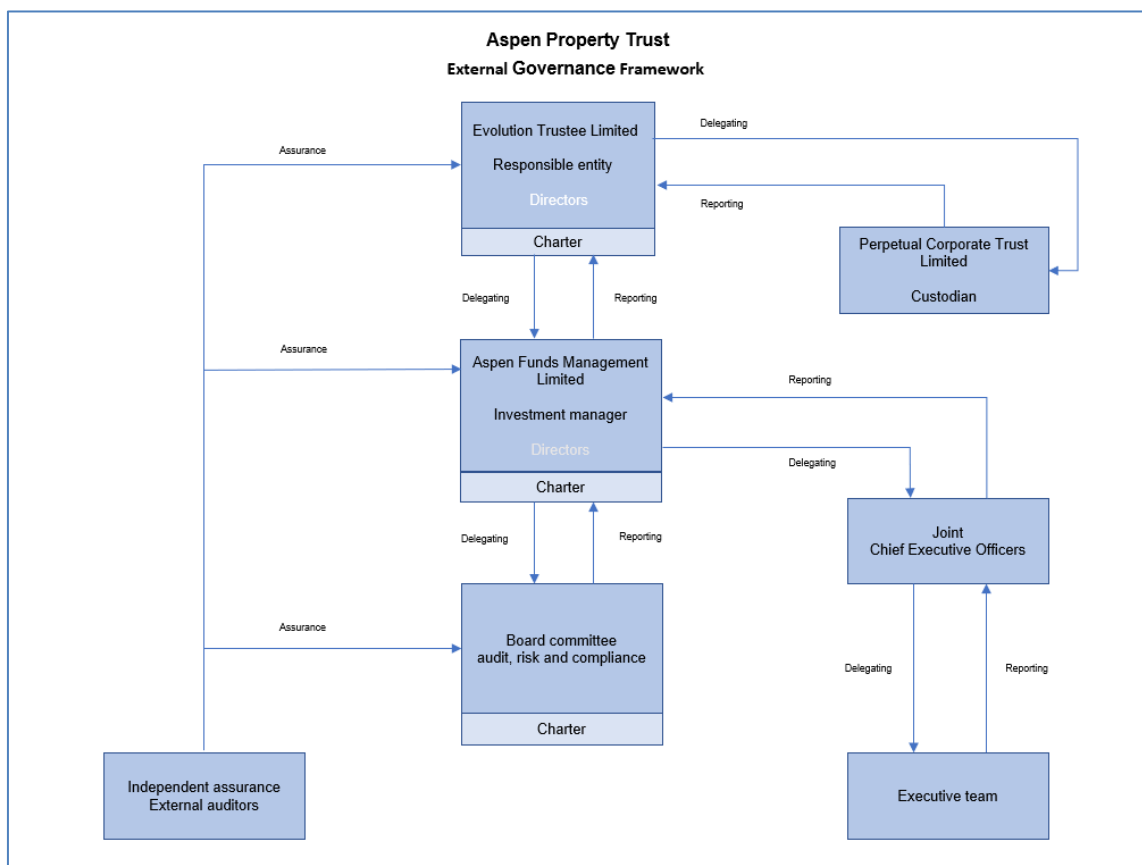 Aspen Property Trust
External Governance Framework
Evolution Trustee Limited
Responsible entity
Directors
Charter
Delegating
Assurance
Reporting
Perpetual Corporate Trust
Limited
Custodian
Delegating
Reporting
Assurance
Aspen Funds Management
Limited
Investment manager
Directors
Charter
Reporting
Delegating
Delegating
Reporting
Joint
Chief Executive Officers
Assurance
Board committee
audit, risk and compliance
Charter
Delegating
Reporting
Independent assurance
External auditors
Executive team